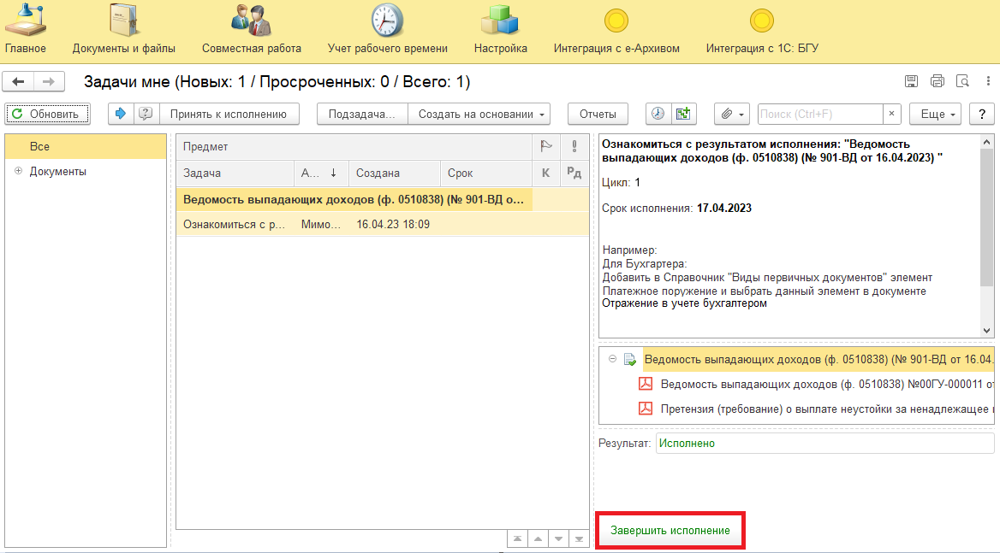 Главное
Документы и файлы
Совместная работа
Учет рабочего времени
Настройка
Интеграция с е-Архивом
Интеграция с 1С: БГУ
Задачи мне (Новых: 1 / Просроченных: 0 / Всего: 1)
Обновить
Принять к исполнению
Подзадача...
Создать на основании
Отчеты
Поиск (Ctrl+F)
×
Еще
?
Все
Документы
Предмет
Задача
А... ↓
Создана
Срок
К
Рд
Ведомость выпадающих доходов (ф. 0510838) (№ 901-ВД о...
Ознакомиться с р...
Мимо...
16.04.23 18:09
Ознакомиться с результатом исполнения: "Ведомость
выпадающих доходов (ф. 0510838) (№ 901-ВД от 16.04.2023) "
Цикл: 1
Срок исполнения: 17.04.2023
Например:
Для Бухгартера:
Добавить в Справочник "Виды первичных документов" элемент
Платежное поружение и выбрать данный элемент в документе
Отражение в учете бухгалтером
Ведомость выпадающих доходов (ф. 0510838) (№ 901-ВД от 16.04.
Ведомость выпадающих доходов (ф. 0510838) №00ГУ-000011 от
Претензия (требование) о выплате неустойки за ненадлежащее
Результат: Исполнено
Завершить исполнение